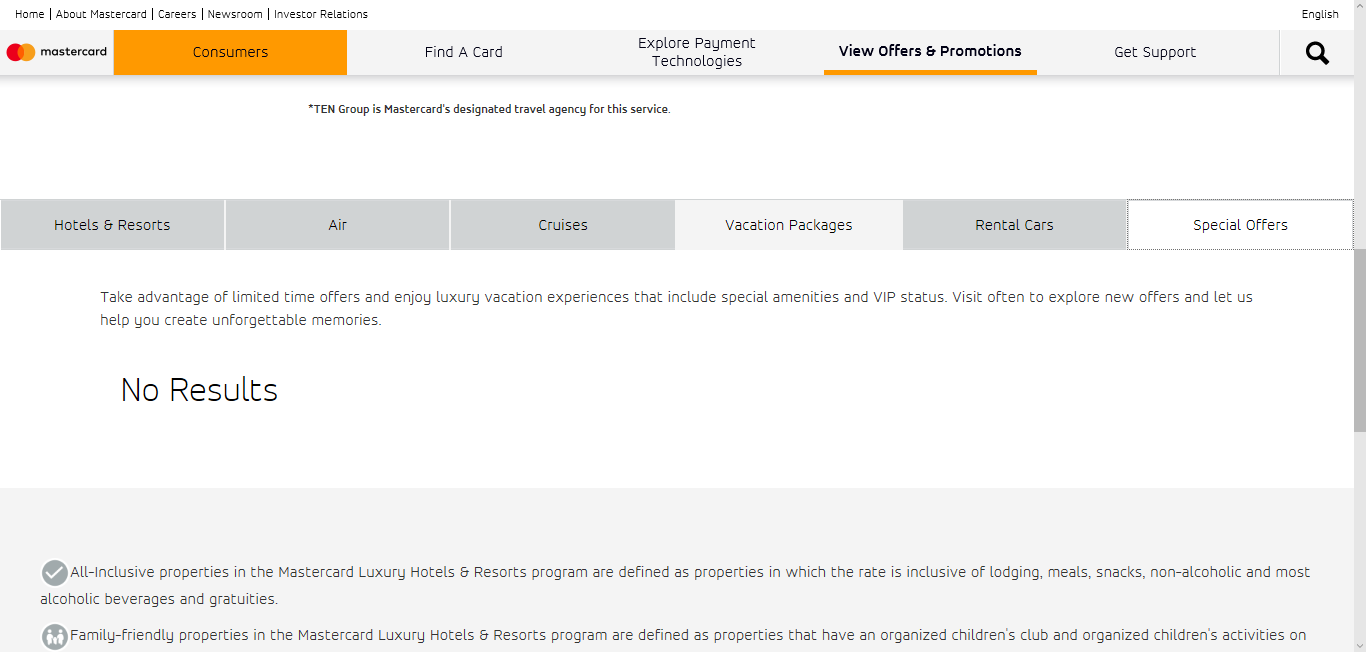 Home | About Mastercard | Careers | Newsroom | Investor Relations
English
mastercard
Consumers
Find A Card
Explore Payment
Technologies
View Offers & Promotions
Get Support
*TEN Group is Mastercard's designated travel agency for this service.
Hotels & Resorts
Air
Cruises
Vacation Packages
Rental Cars
Special Offers
Take advantage of limited time offers and enjoy luxury vacation experiences that include special amenities and VIP status. Visit often to explore new offers and let us
help you create unforgettable memories.
No Results
All-Inclusive properties in the Mastercard Luxury Hotels & Resorts program are defined as properties in which the rate is inclusive of lodging, meals, snacks, non-alcoholic and most
alcoholic beverages and gratuities.
Family-friendly properties in the Mastercard Luxury Hotels & Resorts program are defined as properties that have an organized children's club and organized children's activities on